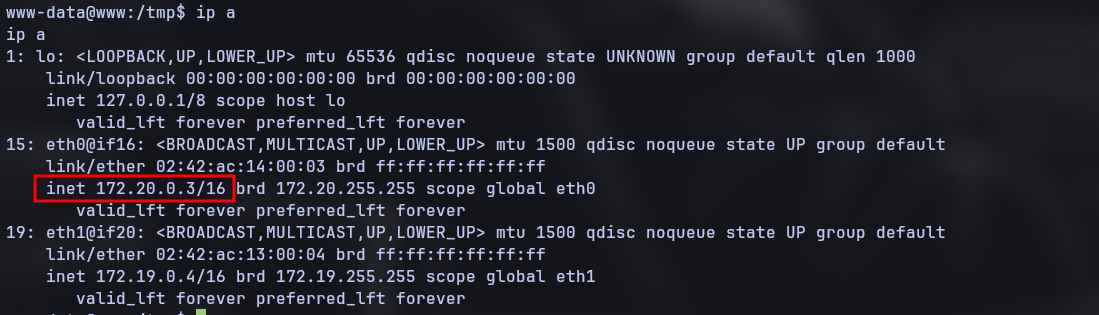 www-data@www:/tmp$ ip a
ip a
1: lo: <LOOPBACK,UP,LOWER_UP> mtu 65536 qdisc noqueue state UNKNOWN group default qlen 1000
    link/loopback 00:00:00:00:00:00 brd 00:00:00:00:00:00
    inet 127.0.0.1/8 scope host lo
       valid_lft forever preferred_lft forever
15: eth0@if16: <BROADCAST,MULTICAST,UP,LOWER_UP> mtu 1500 qdisc noqueue state UP group default
    link/ether 02:42:ac:14:00:03 brd ff:ff:ff:ff:ff:ff
    inet 172.20.0.3/16 brd 172.20.255.255 scope global eth0
       valid_lft forever preferred_lft forever
19: eth1@if20: <BROADCAST,MULTICAST,UP,LOWER_UP> mtu 1500 qdisc noqueue state UP group default
    link/ether 02:42:ac:13:00:04 brd ff:ff:ff:ff:ff:ff
    inet 172.19.0.4/16 brd 172.19.255.255 scope global eth1
       valid_lft forever preferred_lft forever